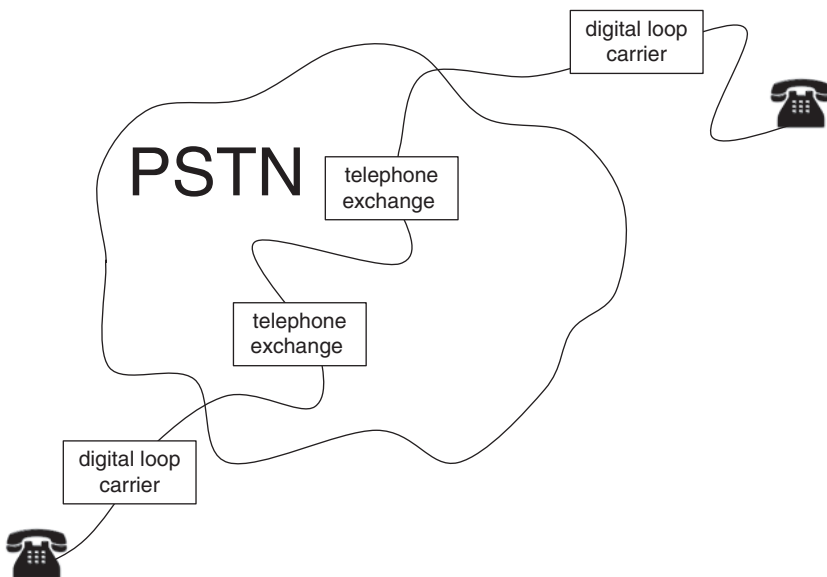 digital loop
carrier
PSTN
telephone
exchange
telephone
exchange
digital loop
carrier